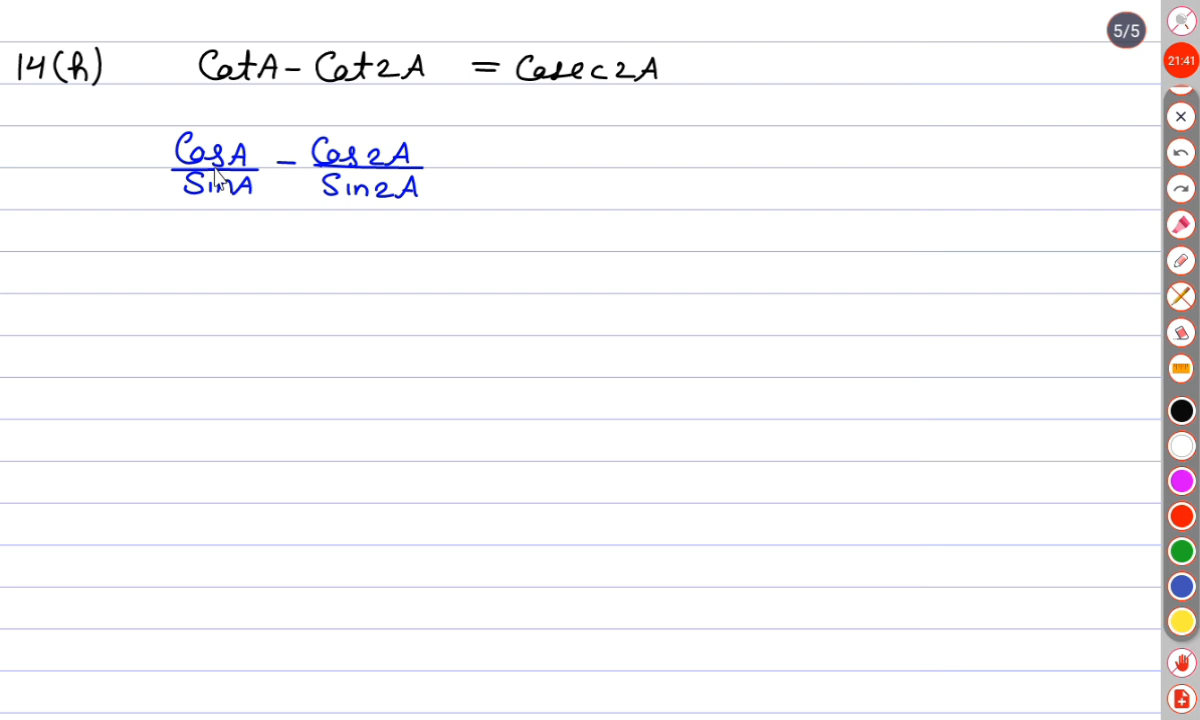 5/5
21:41
14(h) CotA - Cot2A = Cosec2A
CosA/SinA - Cos2A/Sin2A